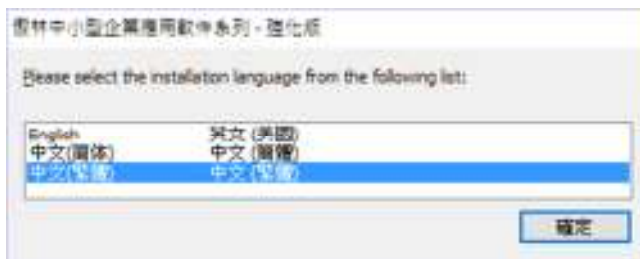 傲林中小型企業應用軟件系列 - 強化版
Please select the installation language from the following list:
English 英文 (美國)
中文(简体) 中文 (簡體)
中文(繁體) 中文 (繁體)
確定